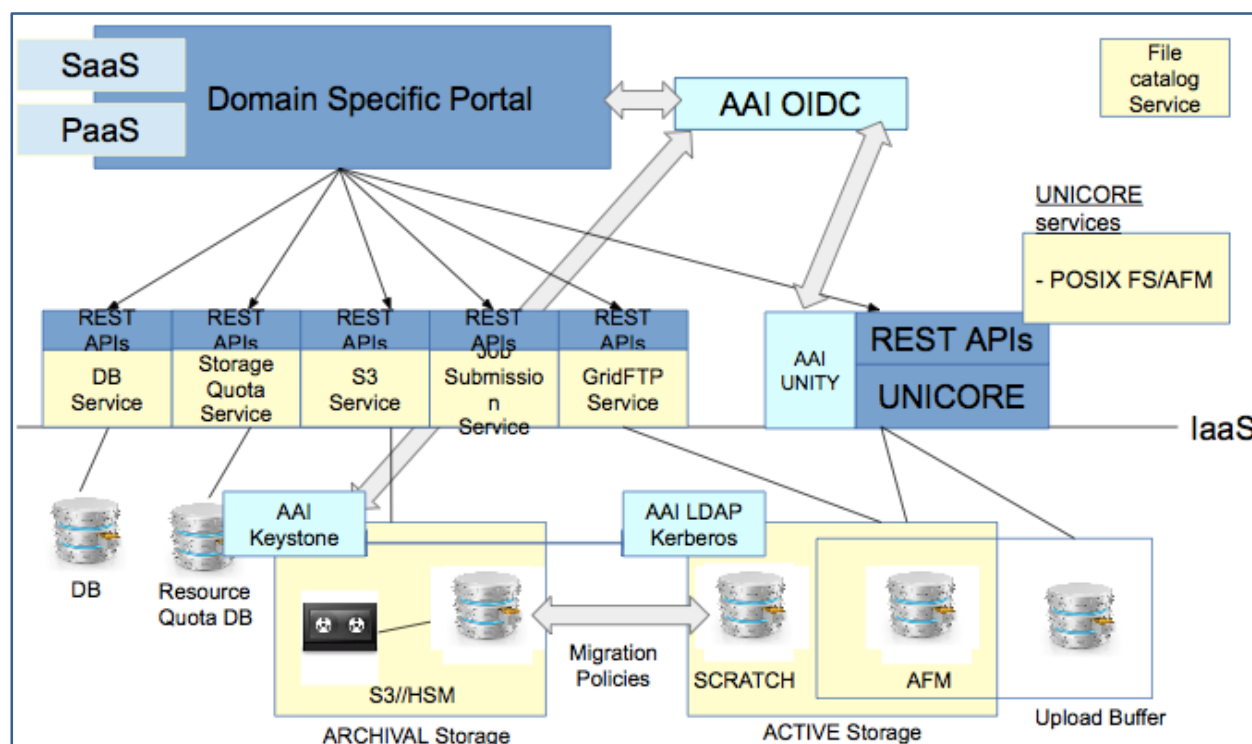 SaaS
PaaS
Domain Specific Portal
AAI OIDC
File
catalog
Service
UNICORE
services
- POSIX FS/AFM
REST
APIs
DB
Service
REST
APIs
Storage
Quota
Service
REST
APIs
S3
Service
REST
APIs
Job
Submissio
n
Service
REST
APIs
GridFTP
Service
AAI
UNITY
REST APIs
UNICORE
IaaS
DB
Resource
Quota DB
AAI
Keystone
AAI LDAP
Kerberos
S3//HSM
Migration
Policies
SCRATCH
AFM
Upload Buffer
ARCHIVAL Storage
ACTIVE Storage